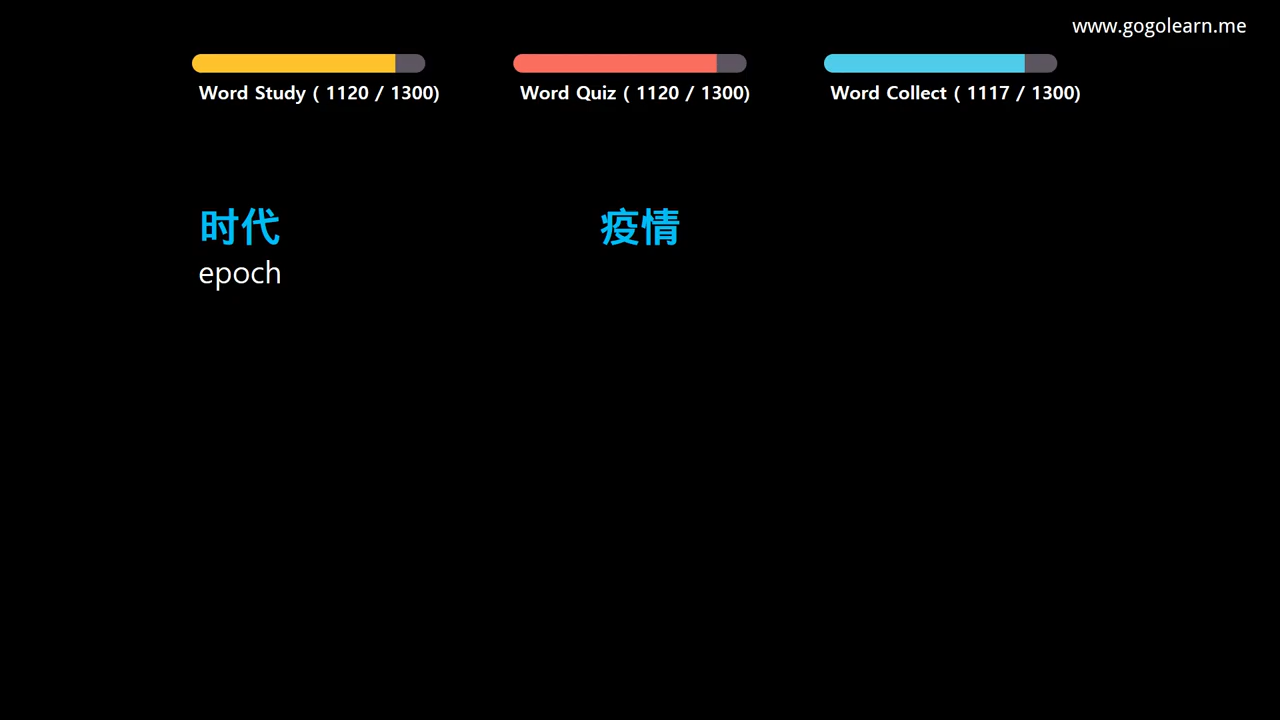 www.gogolearn.me
Word Study ( 1120 / 1300)
Word Quiz ( 1120 / 1300)
Word Collect ( 1117 / 1300)
时代
epoch
疫情